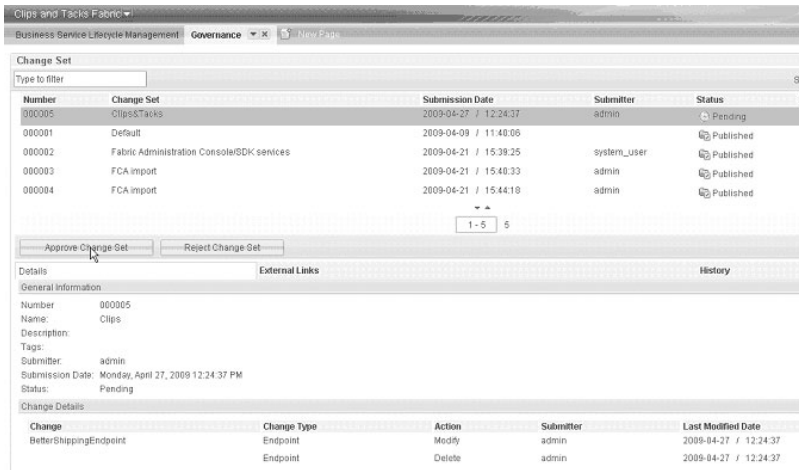 Clips and Tacks Fabric
Business Service Lifecycle Management Governance New Page
Change Set
Type to filter S
Number Change Set Submission Date Submitter Status
000005 Clips&Tacks 2009-04-27 / 12:24:37 admin Pending
000001 Default 2009-04-09 / 11:40:06 Published
000002 Fabric Administration Console/SDK services 2009-04-21 / 15:39:25 system_user Published
000003 FCA import 2009-04-21 / 15:40:33 admin Published
000004 FCA import 2009-04-21 / 15:44:18 admin Published
1 - 5 5
Approve Change Set Reject Change Set
Details External Links History
General Information
Number 000005
Name: Clips
Description:
Tags:
Submitter: admin
Submission Date: Monday, April 27, 2009 12:24:37 PM
Status: Pending
Change Details
Change Change Type Action Submitter Last Modified Date
BetterShippingEndpoint Endpoint Modify admin 2009-04-27 / 12:24:37
Endpoint Delete admin 2009-04-27 / 12:24:37